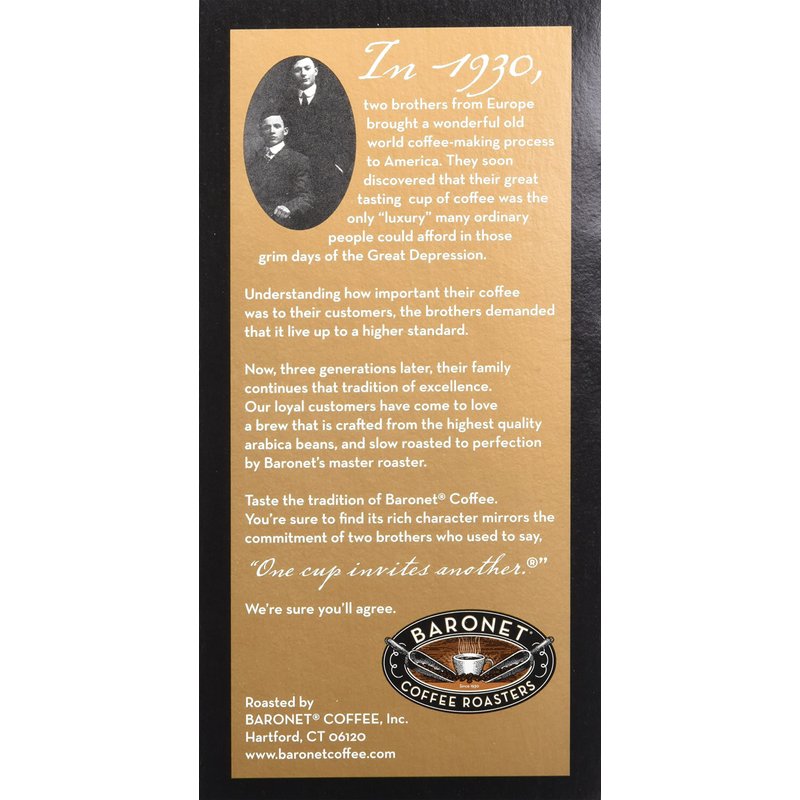 In 1930,
two brothers from Europe
brought a wonderful old
world coffee-making process
to America. They soon
discovered that their great
tasting cup of coffee was the
only “luxury” many ordinary
people could afford in those
grim days of the Great Depression.
Understanding how important their coffee
was to their customers, the brothers demanded
that it live up to a higher standard.
Now, three generations later, their family
continues that tradition of excellence.
Our loyal customers have come to love
a brew that is crafted from the highest quality
arabica beans, and slow roasted to perfection
by Baronet’s master roaster.
Taste the tradition of Baronet® Coffee.
You’re sure to find its rich character mirrors the
commitment of two brothers who used to say,
“One cup invites another.®”
We’re sure you’ll agree.
BARONET®
Since 1930
COFFEE ROASTERS
Roasted by
BARONET® COFFEE, Inc.
Hartford, CT 06120
www.baronetcoffee.com